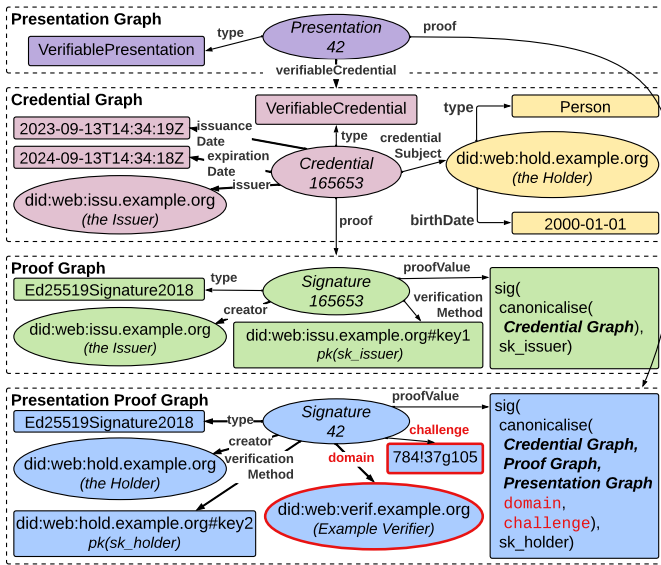 Presentation Graph
Presentation
42
type
proof
VerifiablePresentation
verifiableCredential
Credential Graph
VerifiableCredential
type
Person
2023-09-13T14:34:19Z
issuance
Date
type
credential
Subject
2024-09-13T14:34:18Z
expiration
Date
Credential
165653
did:web:hold.example.org
(the Holder)
issuer
did:web:issu.example.org
(the Issuer)
proof
birthDate
2000-01-01
Proof Graph
Signature
165653
proofValue
type
Ed25519Signature2018
creator
verification
Method
did:web:issu.example.org
(the Issuer)
did:web:issu.example.org#key1
pk(sk_issuer)
sig(
canonicalise(
Credential Graph),
sk_issuer)
Presentation Proof Graph
Signature
42
proofValue
Ed25519Signature2018
type
creator
challenge
verification
Method
domain
784!37g105
did:web:hold.example.org
(the Holder)
did:web:hold.example.org#key2
pk(sk_holder)
did:web:verif.example.org
(Example Verifier)
sig(
canonicalise(
Credential Graph,
Proof Graph,
Presentation Graph
domain,
challenge),
sk_holder)